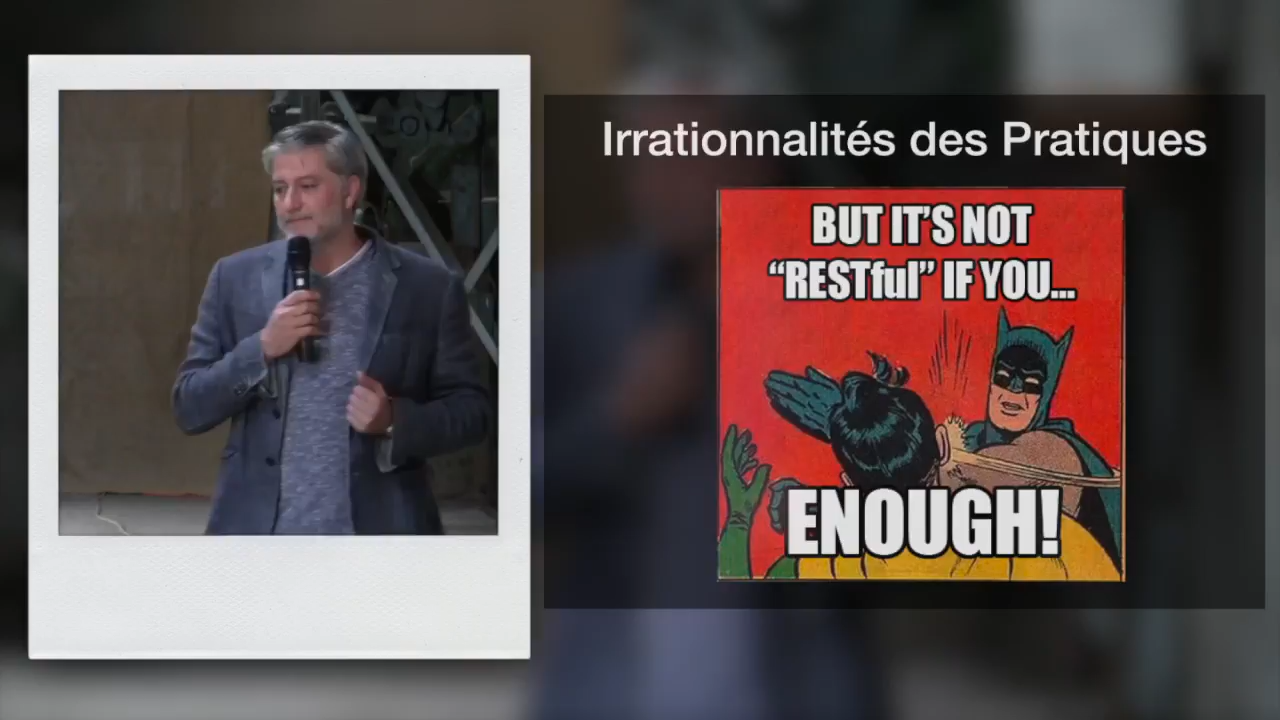 Irrationnalités des Pratiques
BUT IT'S NOT
“RESTful” IF YOU...
ENOUGH!